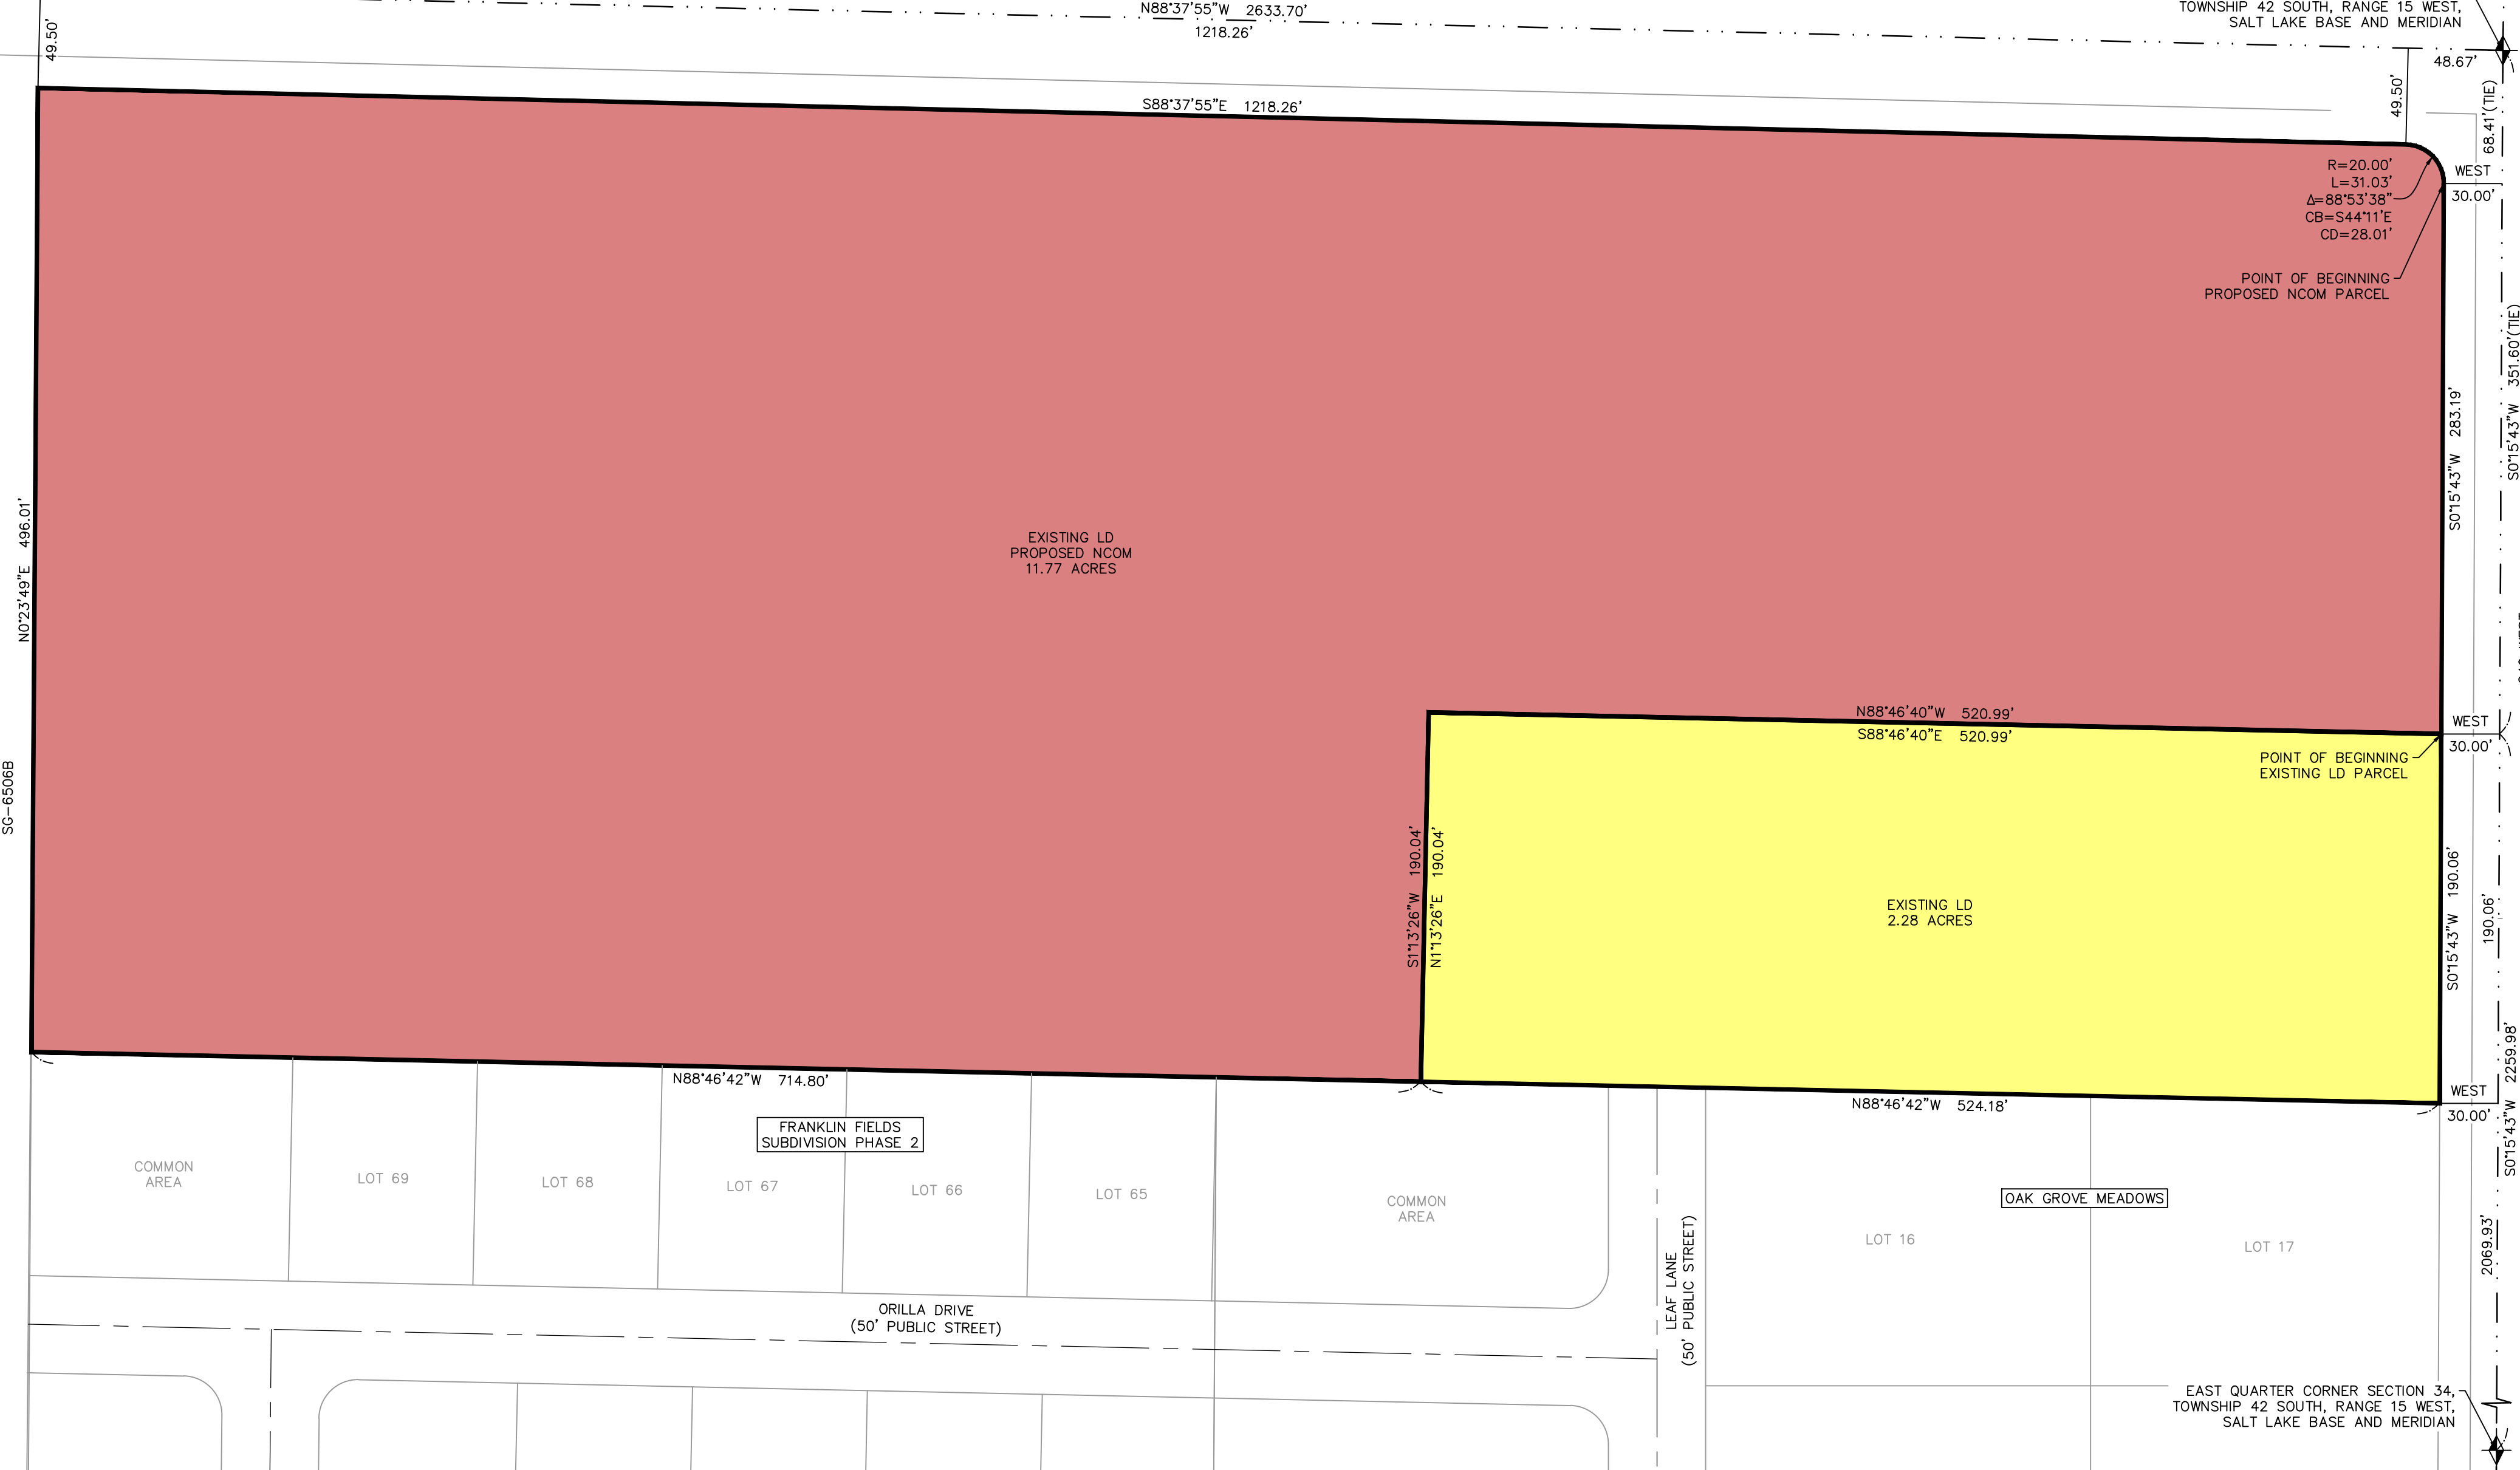 N88°37'55"W 2633.70'
1218.26'
TOWNSHIP 42 SOUTH, RANGE 15 WEST,
SALT LAKE BASE AND MERIDIAN
49.50'
48.67'
49.50'
68.41'(TIE)
S88°37'55"E 1218.26'
R=20.00'
L=31.03'
Δ=88°53'38"
CB=S44°11'E
CD=28.01'
WEST
30.00'
POINT OF BEGINNING
PROPOSED NCOM PARCEL
S0°15'43"W 351.60'(TIE)
S0°15'43"W 283.19'
N0°23'49"E 496.01'
EXISTING LD
PROPOSED NCOM
11.77 ACRES
SG-6506B
N88°46'40"W 520.99'
S88°46'40"E 520.99'
WEST
30.00'
POINT OF BEGINNING
EXISTING LD PARCEL
S1°13'26"W 190.04'
N1°13'26"E 190.04'
EXISTING LD
2.28 ACRES
S0°15'43"W 190.06'
190.06'
S0°15'43"W 2259.98'
N88°46'42"W 714.80'
N88°46'42"W 524.18'
WEST
30.00'
FRANKLIN FIELDS
SUBDIVISION PHASE 2
COMMON
AREA
LOT 69
LOT 68
LOT 67
LOT 66
LOT 65
COMMON
AREA
OAK GROVE MEADOWS
LOT 16
LOT 17
2069.93'
LEAF LANE
(50' PUBLIC STREET)
ORILLA DRIVE
(50' PUBLIC STREET)
EAST QUARTER CORNER SECTION 34,
TOWNSHIP 42 SOUTH, RANGE 15 WEST,
SALT LAKE BASE AND MERIDIAN